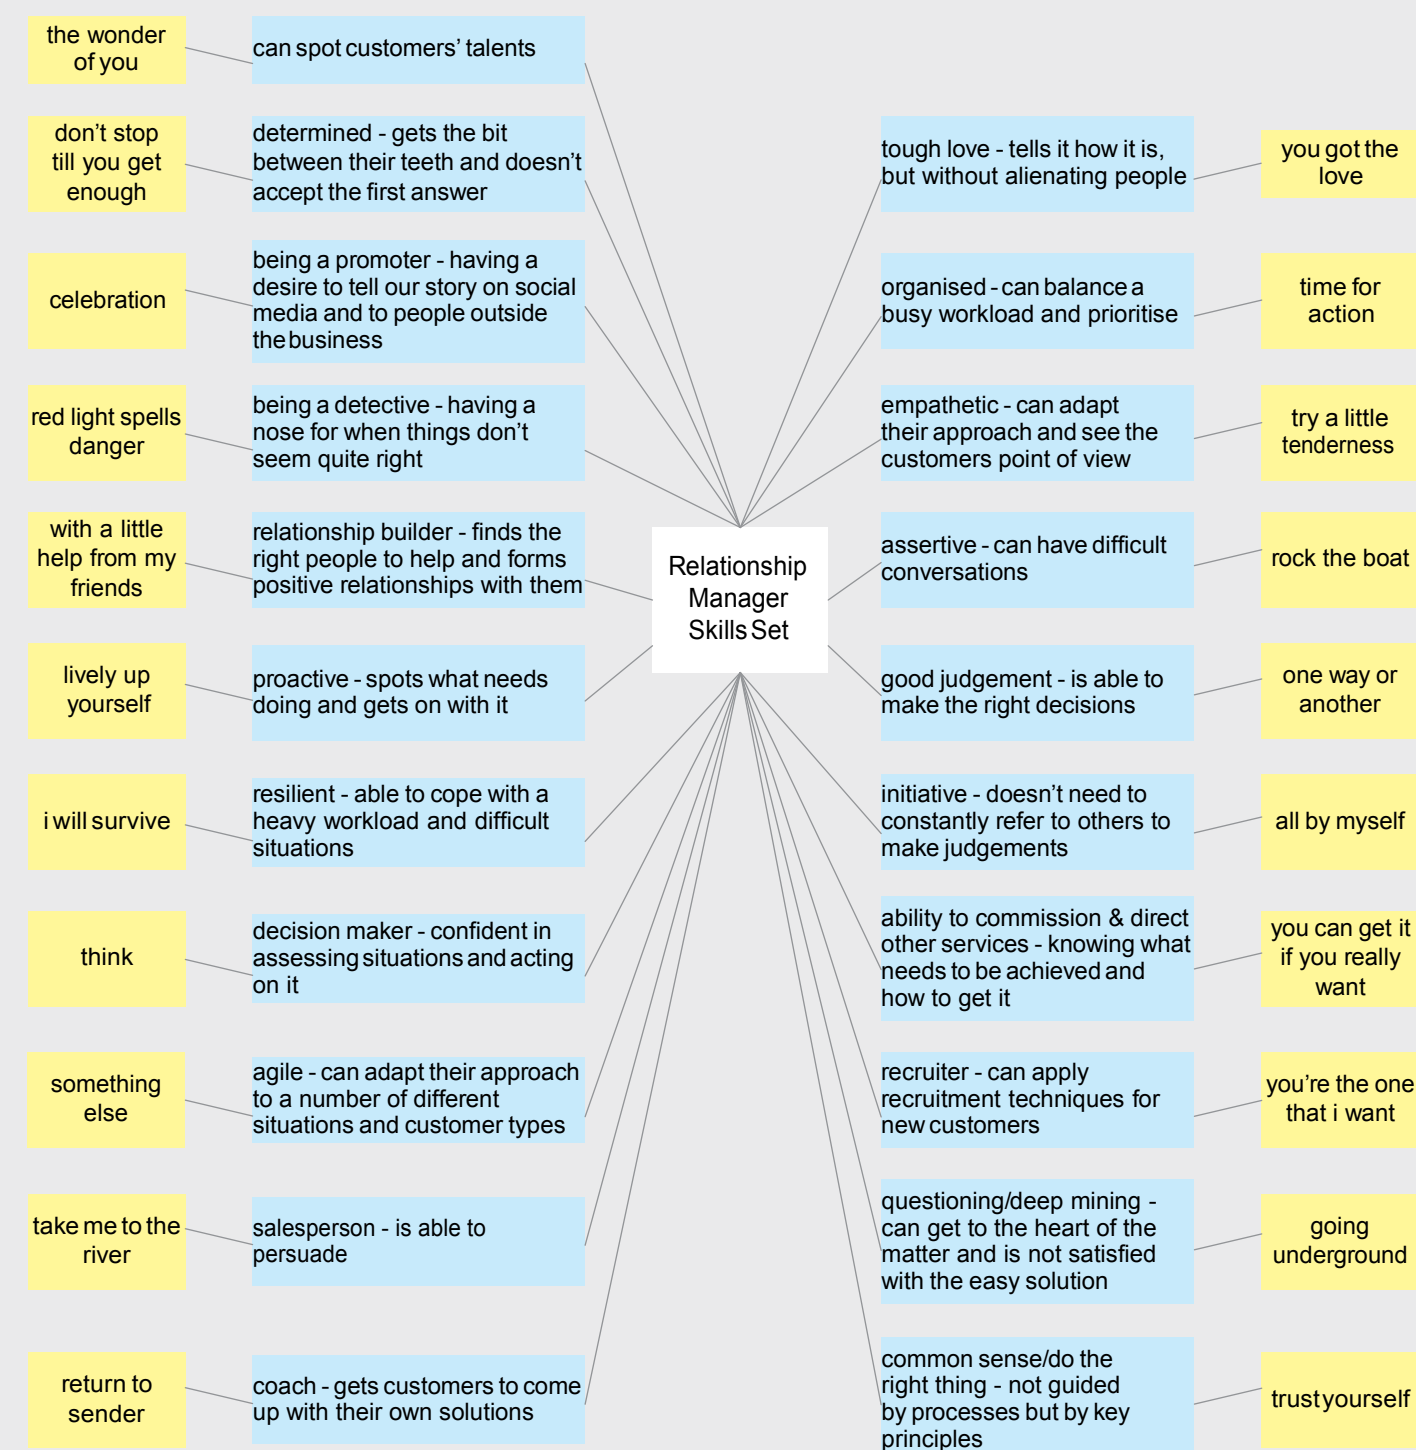 the wonder
of you
can spot customers' talents
don't stop
till you get
enough
determined - gets the bit
between their teeth and doesn't
accept the first answer
celebration
being a promoter - having a
desire to tell our story on social
media and to people outside
the business
red light spells
danger
being a detective - having a
nose for when things don't
seem quite right
with a little
help from my
friends
relationship builder - finds the
right people to help and forms
positive relationships with them
lively up
yourself
proactive - spots what needs
doing and gets on with it
i will survive
resilient - able to cope with a
heavy workload and difficult
situations
think
decision maker - confident in
assessing situations and acting
on it
something
else
agile - can adapt their approach
to a number of different
situations and customer types
take me to the
river
salesperson - is able to
persuade
return to
sender
coach - gets customers to come
up with their own solutions
Relationship
Manager
Skills Set
tough love - tells it how it is,
but without alienating people
you got the
love
organised - can balance a
busy workload and prioritise
time for
action
empathetic - can adapt
their approach and see the
customers point of view
try a little
tenderness
assertive - can have difficult
conversations
rock the boat
good judgement - is able to
make the right decisions
one way or
another
initiative - doesn't need to
constantly refer to others to
make judgements
all by myself
ability to commission & direct
other services - knowing what
needs to be achieved and
how to get it
you can get it
if you really
want
recruiter - can apply
recruitment techniques for
new customers
you're the one
that i want
questioning/deep mining -
can get to the heart of the
matter and is not satisfied
with the easy solution
going
underground
common sense/do the
right thing - not guided
by processes but by key
principles
trust yourself